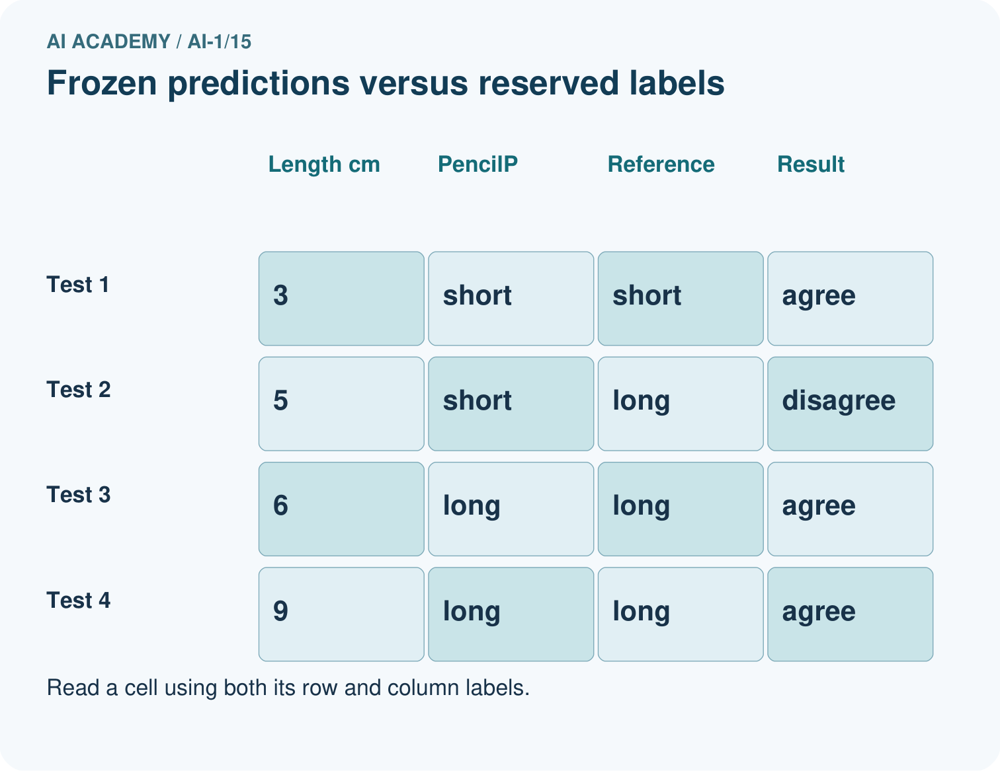 AI ACADEMY / AI-1/15
Frozen predictions versus reserved labels
Length cm PencilP Reference Result
Test 1 3 short short agree
Test 2 5 short long disagree
Test 3 6 long long agree
Test 4 9 long long agree
Read a cell using both its row and column labels.